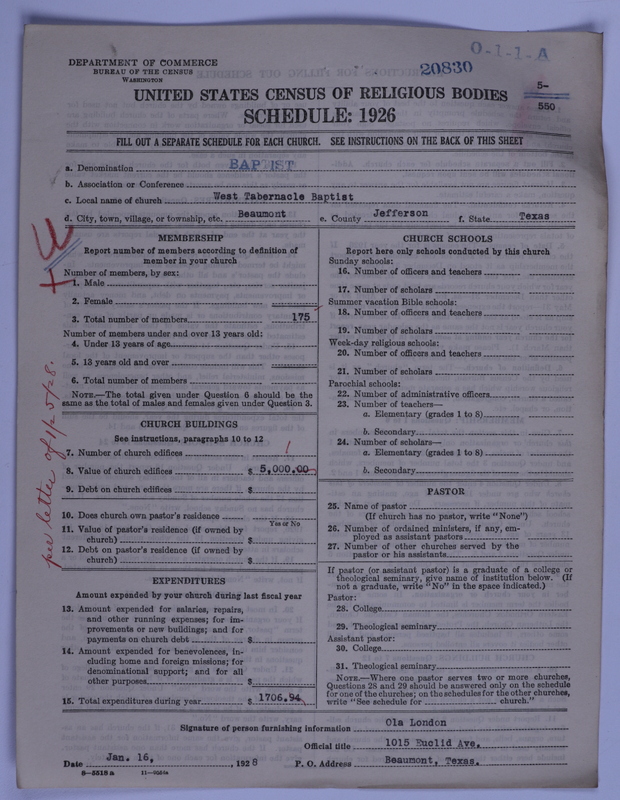 O-1-1-A
20830
DEPARTMENT OF COMMERCE
BUREAU OF THE CENSUS
WASHINGTON
5-
550
UNITED STATES CENSUS OF RELIGIOUS BODIES
SCHEDULE: 1926
FILL OUT A SEPARATE SCHEDULE FOR EACH CHURCH. SEE INSTRUCTIONS ON THE BACK OF THIS SHEET
a. Denomination BAPTIST
b. Association or Conference
c. Local name of church West Tabernacle Baptist
d. City, town, village, or township, etc. Beaumont e. County Jefferson f. State Texas
MEMBERSHIP
Report number of members according to definition of
member in your church
Number of members, by sex:
1. Male
2. Female
3. Total number of members 175
Number of members under and over 13 years old:
4. Under 13 years of age
5. 13 years old and over
6. Total number of members
NOTE.—The total given under Question 6 should be the
same as the total of males and females given under Question 3.
CHURCH BUILDINGS
See instructions, paragraphs 10 to 12
7. Number of church edifices 1
8. Value of church edifices $ 5,000.00
9. Debt on church edifices $
10. Does church own pastor's residence
Yes or No
11. Value of pastor's residence (if owned by
church) $
12. Debt on pastor's residence (if owned by
church) $
EXPENDITURES
Amount expended by your church during last fiscal year
13. Amount expended for salaries, repairs,
and other running expenses; for im-
provements or new buildings; and for
payments on church debt $
14. Amount expended for benevolences, in-
cluding home and foreign missions; for
denominational support; and for all
other purposes $
15. Total expenditures during year $ 1706.94
per letter of 1/25/28.
CHURCH SCHOOLS
Report here only schools conducted by this church
Sunday schools:
16. Number of officers and teachers
17. Number of scholars
Summer vacation Bible schools:
18. Number of officers and teachers
19. Number of scholars
Week-day religious schools:
20. Number of officers and teachers
21. Number of scholars
Parochial schools:
22. Number of administrative officers
23. Number of teachers—
a. Elementary (grades 1 to 8)
b. Secondary
24. Number of scholars—
a. Elementary (grades 1 to 8)
b. Secondary
PASTOR
25. Name of pastor
(If church has no pastor, write "None")
26. Number of ordained ministers, if any, em-
ployed as assistant pastors
27. Number of other churches served by the
pastor or his assistants
If pastor (or assistant pastor) is a graduate of a college or
theological seminary, give name of institution below. (If
not a graduate, write "No" in the space indicated.)
Pastor:
28. College
29. Theological seminary
Assistant pastor:
30. College
31. Theological seminary
NOTE.—Where one pastor serves two or more churches,
Questions 28 and 29 should be answered only on the schedule
for one of the churches; on the schedules for the other churches,
write "See schedule for church."
Signature of person furnishing information Ola London
Official title 1015 Euclid Ave.
Date Jan. 16, 1928 P. O. Address Beaumont, Texas.
8-5518 a